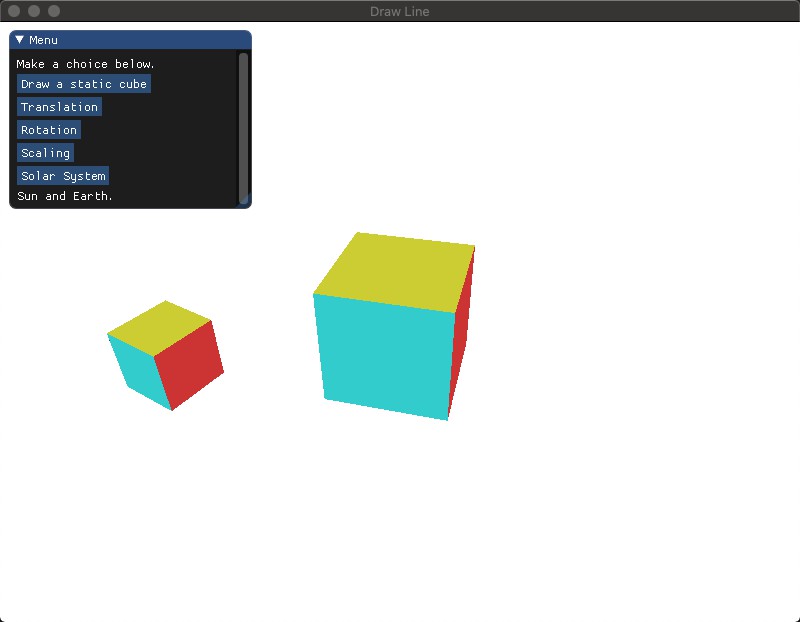 Draw Line
Menu
Make a choice below.
Draw a static cube
Translation
Rotation
Scaling
Solar System
Sun and Earth.